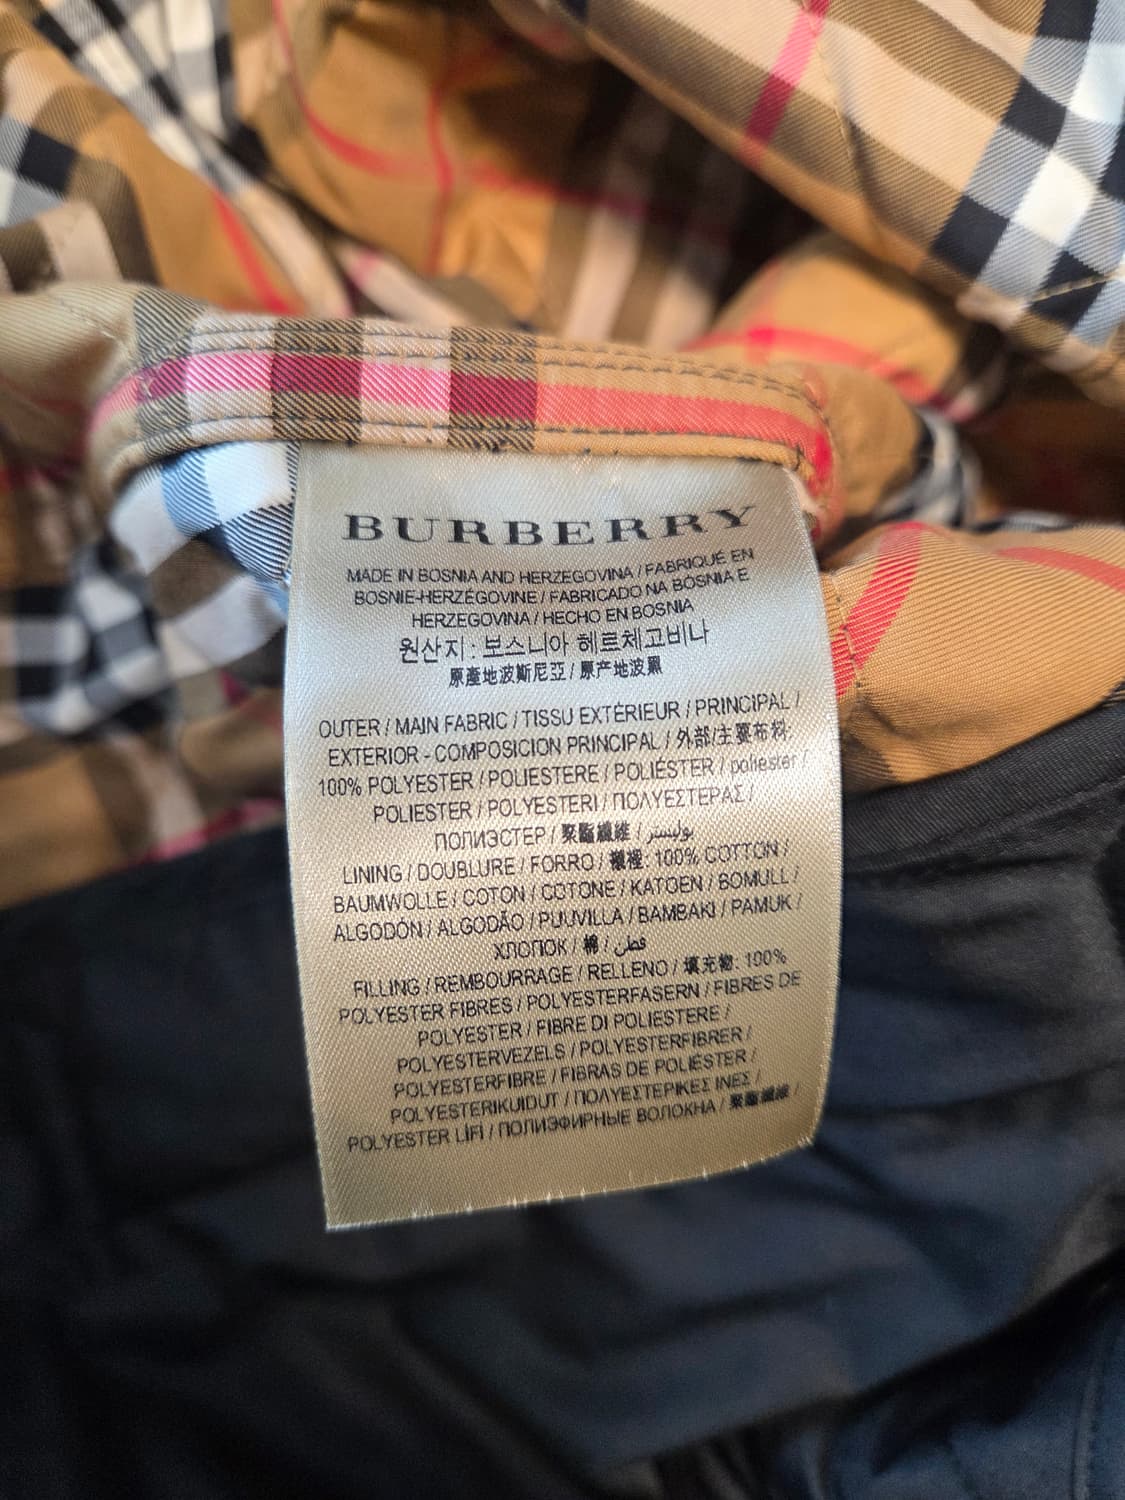 BURBERRY
MADE IN BOSNIA AND HERZEGOVINA / FABRIQUÉ EN
BOSNIE-HERZÉGOVINE / FABRICADO NA BÓSNIA E
HERZEGOVINA / HECHO EN BOSNIA
원산지 : 보스니아 헤르체고비나
原產地波斯尼亞 / 原产地波黑
OUTER / MAIN FABRIC / TISSU EXTÉRIEUR / PRINCIPAL /
EXTERIOR - COMPOSICION PRINCIPAL / 外部/主要布料:
100% POLYESTER / POLIESTERE / POLIÉSTER / poliester /
POLIESTER / POLYESTERI / ΠΟΛΥΕΣΤΕΡΑΣ /
ПОЛИЭСТЕР / 聚酯纖維 / بوليستر
LINING / DOUBLURE / FORRO / 襯裡: 100% COTTON /
BAUMWOLLE / COTON / COTONE / KATOEN / BOMULL /
ALGODÓN / ALGODÃO / PUUVILLA / BAMBAKI / PAMUK /
ХЛОПОК / 棉 / قطن
FILLING / REMBOURRAGE / RELLENO / 填充物: 100%
POLYESTER FIBRES / POLYESTERFASERN / FIBRES DE
POLYESTER / FIBRE DI POLIESTERE /
POLYESTERVEZELS / POLYESTERFIBRER /
POLYESTERFIBRE / FIBRAS DE POLIÉSTER /
POLYESTERIKUIDUT / ΠΟΛΥΕΣΤΕΡΙΚΕΣ ΙΝΕΣ /
POLYESTER LİFİ / ПОЛИЭФИРНЫЕ ВОЛОКНА / 聚酯纖維 /